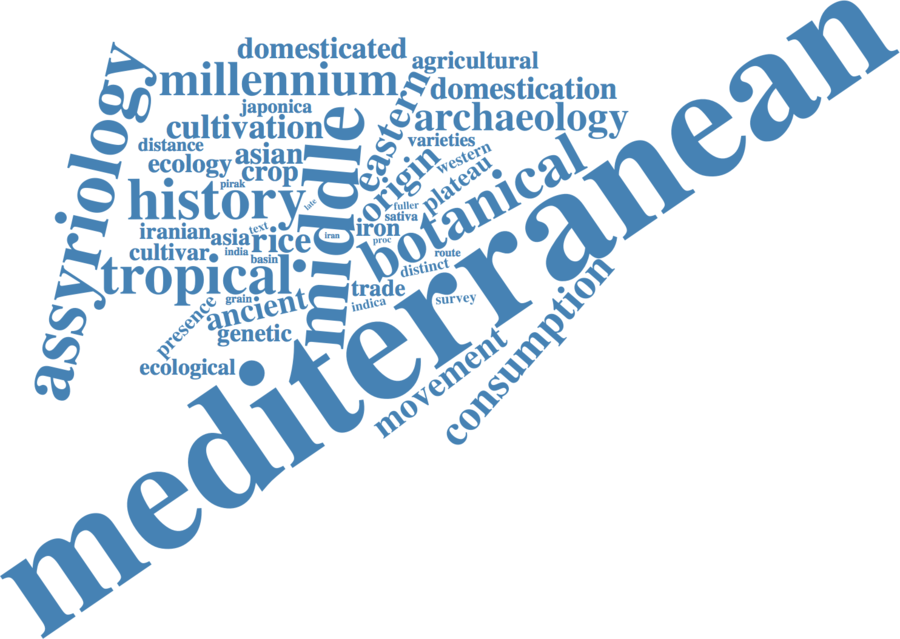 domesticated
agricultural
millennium
domestication
japonica
archaeology
cultivation
eastern
distance
varieties
asian
ecology
western
crop
origin
plateau
pirak
assyriology
history
late
middle
fuller
sativa
botanical
iranian
text
iron
asia
rice
iran
proc
cultivar
india
basin
route
distinct
tropical
trade
grain
indica
survey
ancient
presence
genetic
ecological
mediterranean
movement
consumption